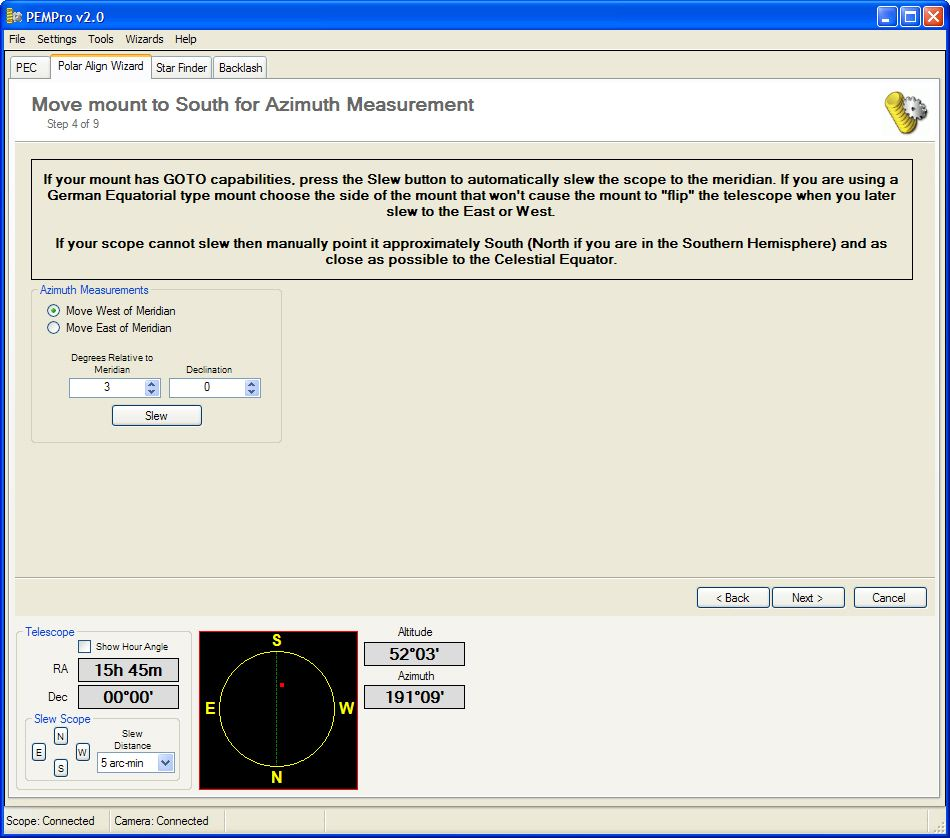 PEMPro v2.0
File Settings Tools Wizards Help
PEC Polar Align Wizard Star Finder Backlash
Move mount to South for Azimuth Measurement
Step 4 of 9
If your mount has GOTO capabilities, press the Slew button to automatically slew the scope to the meridian. If you are using a
German Equatorial type mount choose the side of the mount that won't cause the mount to "flip" the telescope when you later
slew to the East or West.
If your scope cannot slew then manually point it approximately South (North if you are in the Southern Hemisphere) and as
close as possible to the Celestial Equator.
Azimuth Measurements
Move West of Meridian
Move East of Meridian
Degrees Relative to
Meridian
Declination
3 0
Slew
< Back Next > Cancel
Telescope
Show Hour Angle
RA 15h 45m
Dec 00°00'
Slew Scope
N
E W
S
Slew
Distance
5 arc-min
S
E W
N
Altitude
52°03'
Azimuth
191°09'
Scope: Connected Camera: Connected